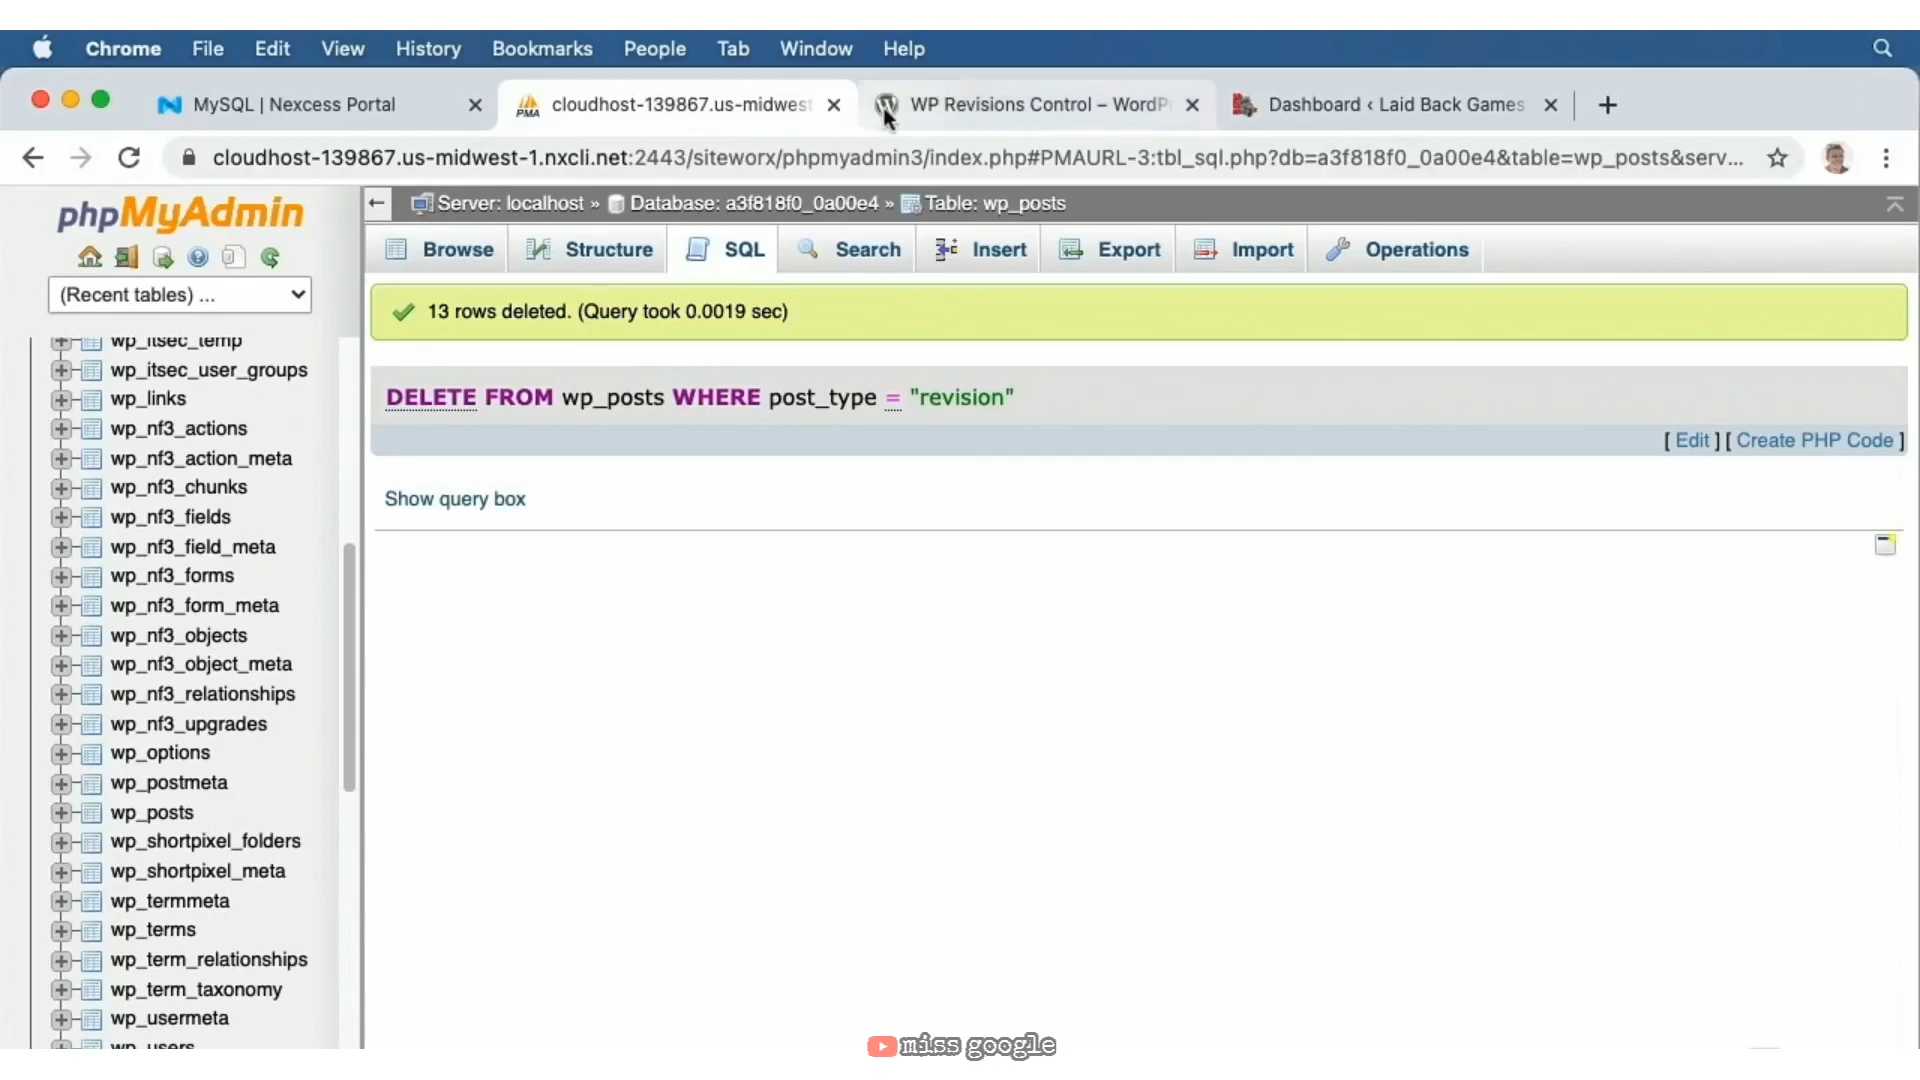 Chrome File Edit View History Bookmarks People Tab Window Help
MySQL | Nexcess Portal
PMA
cloudhost-139867.us-midwest
WP Revisions Control – WordP
Dashboard ‹ Laid Back Games
cloudhost-139867.us-midwest-1.nxcli.net:2443/siteworx/phpmyadmin3/index.php#PMAURL-3:tbl_sql.php?db=a3f818f0_0a00e4&table=wp_posts&serv...
phpMyAdmin
(Recent tables) ...
wp_itsec_temp
wp_itsec_user_groups
wp_links
wp_nf3_actions
wp_nf3_action_meta
wp_nf3_chunks
wp_nf3_fields
wp_nf3_field_meta
wp_nf3_forms
wp_nf3_form_meta
wp_nf3_objects
wp_nf3_object_meta
wp_nf3_relationships
wp_nf3_upgrades
wp_options
wp_postmeta
wp_posts
wp_shortpixel_folders
wp_shortpixel_meta
wp_termmeta
wp_terms
wp_term_relationships
wp_term_taxonomy
wp_usermeta
wp_users
Server: localhost » Database: a3f818f0_0a00e4 » Table: wp_posts
Browse Structure SQL Search Insert Export Import Operations
13 rows deleted. (Query took 0.0019 sec)
DELETE FROM wp_posts WHERE post_type = "revision"
[ Edit ] [ Create PHP Code ]
Show query box
miss google